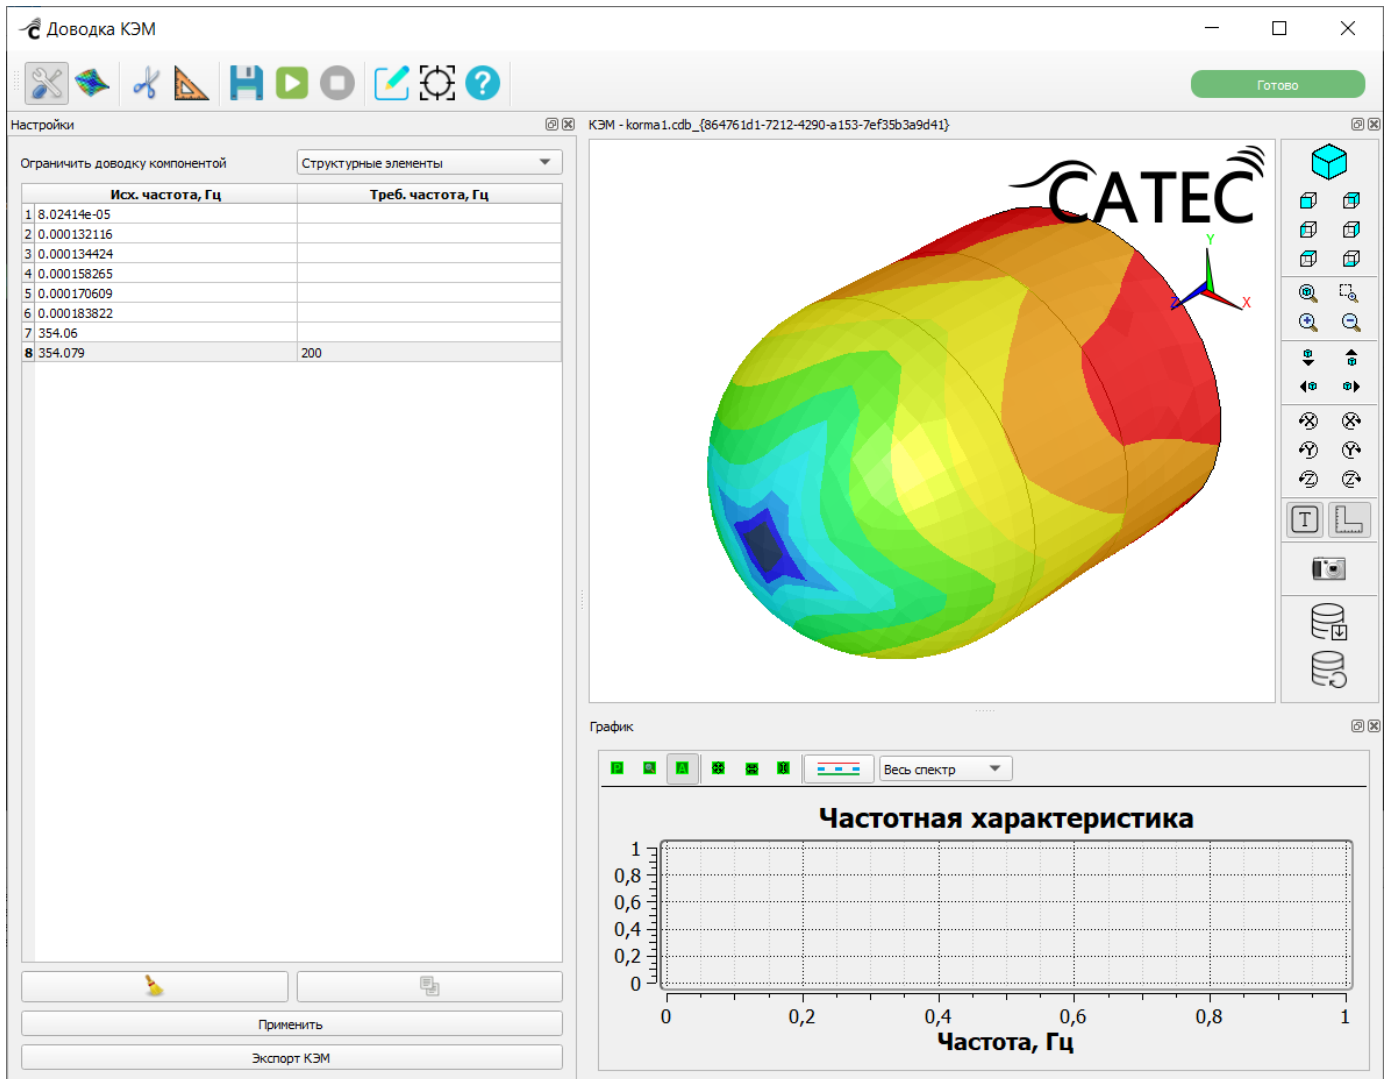 Доводка КЭМ
Готово
Настройки
Ограничить доводку компонентой
Структурные элементы
Исх. частота, Гц Треб. частота, Гц
1 8.02414e-05
2 0.000132116
3 0.000134424
4 0.000158265
5 0.000170609
6 0.000183822
7 354.06
8 354.079 200
Применить
Экспорт КЭМ
КЭМ - korma1.cdb_{864761d1-7212-4290-a153-7ef35b3a9d41}
CATEC
Y
Z
X
X X
Y Y
Z Z
T
График
P
A
Весь спектр
Частотная характеристика
1
0,8
0,6
0,4
0,2
0
0 0,2 0,4 0,6 0,8 1
Частота, Гц